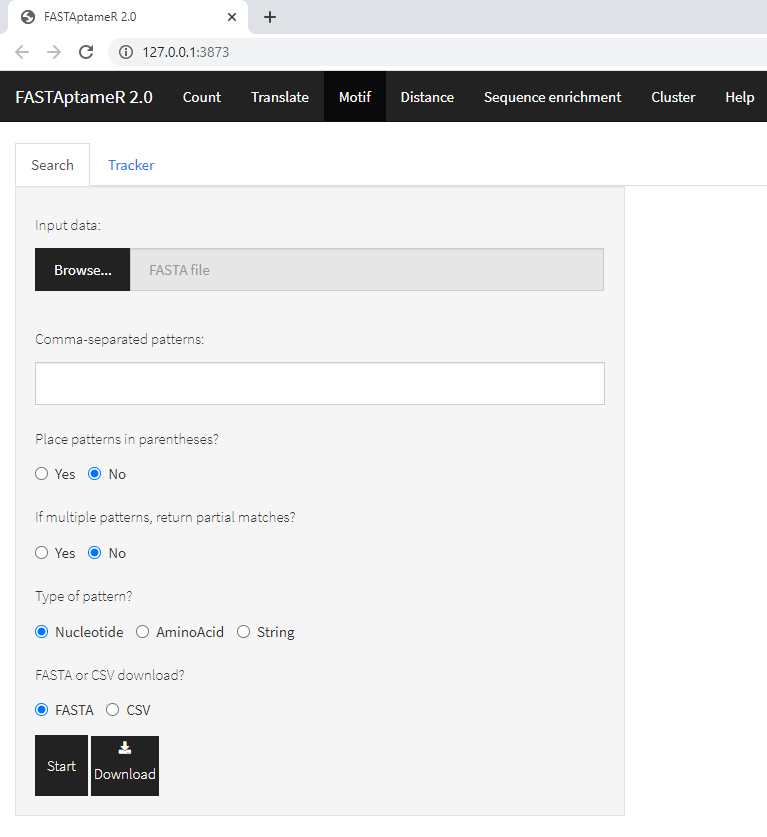 FASTAptameR 2.0
127.0.0.1:3873
FASTAptameR 2.0 Count Translate Motif Distance Sequence enrichment Cluster Help
Search Tracker
Input data:
Browse... FASTA file
Comma-separated patterns:
Place patterns in parentheses?
Yes No
If multiple patterns, return partial matches?
Yes No
Type of pattern?
Nucleotide AminoAcid String
FASTA or CSV download?
FASTA CSV
Start Download